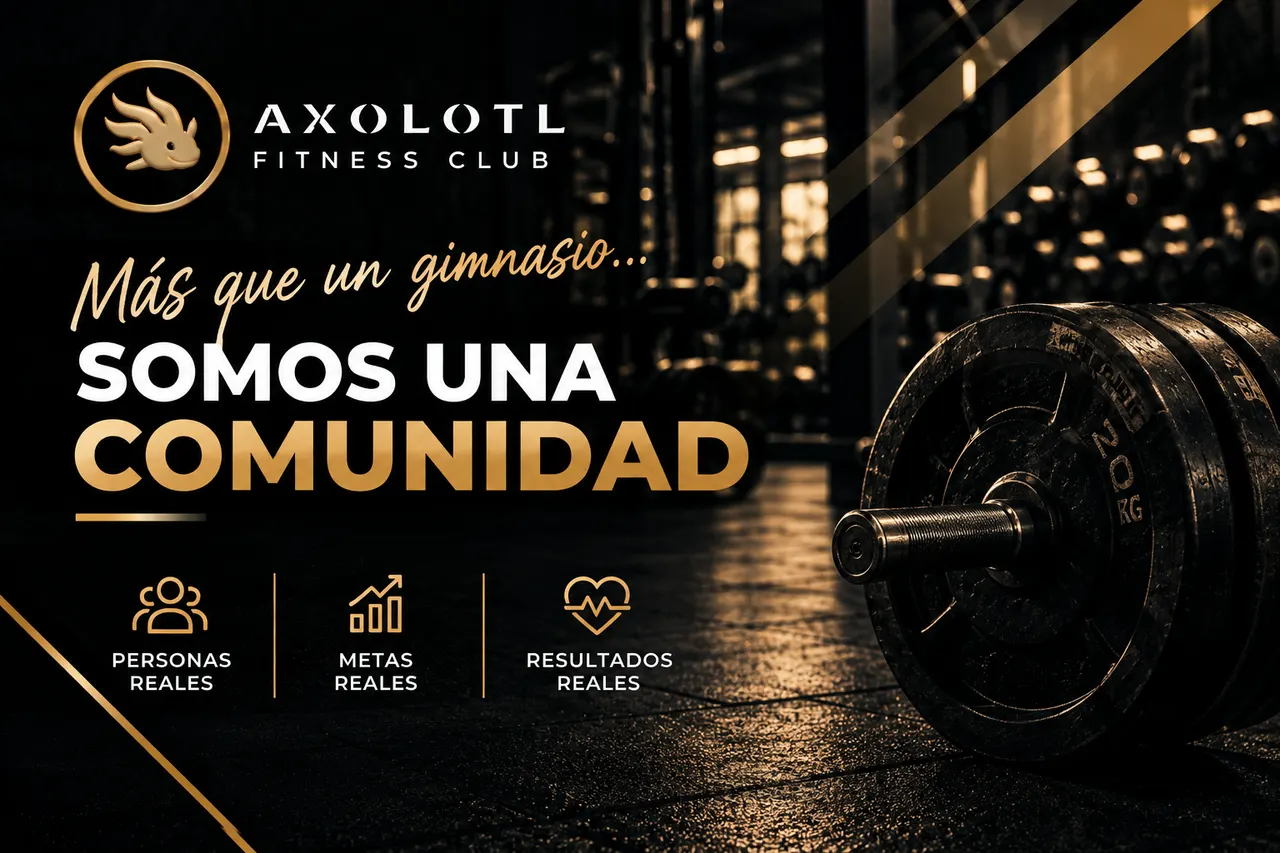 AXOLOTL
FITNESS CLUB
Más que un gimnasio...
SOMOS UNA
COMUNIDAD
PERSONAS
REALES
METAS
REALES
RESULTADOS
REALES
20
KG